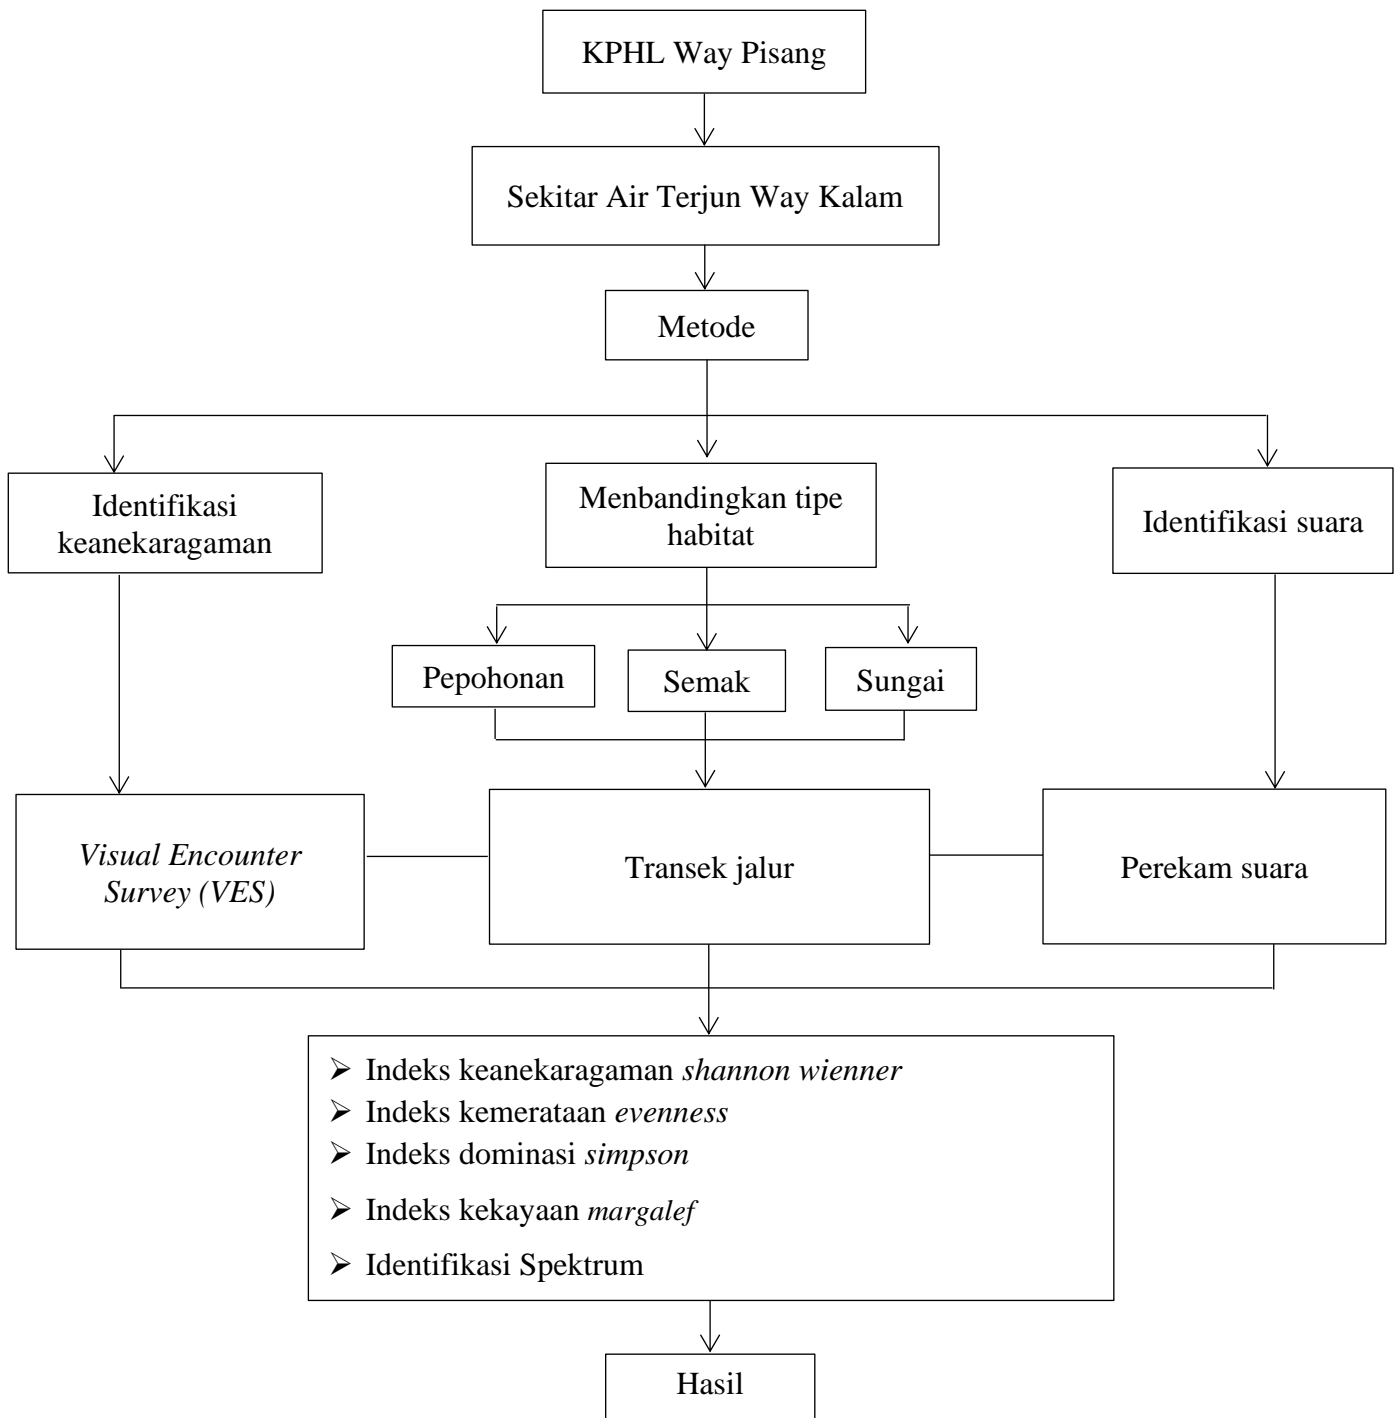 KPHL Way Pisang
Sekitar Air Terjun Way Kalam
Metode
Identifikasi
keanekaragaman
Menbandingkan tipe
habitat
Identifikasi suara
Pepohonan
Semak
Sungai
Visual Encounter
Survey (VES)
Transek jalur
Perekam suara
➤ Indeks keanekaragaman shannon wienner
➤ Indeks kemerataan evenness
➤ Indeks dominasi simpson
➤ Indeks kekayaan margalef
➤ Identifikasi Spektrum
Hasil